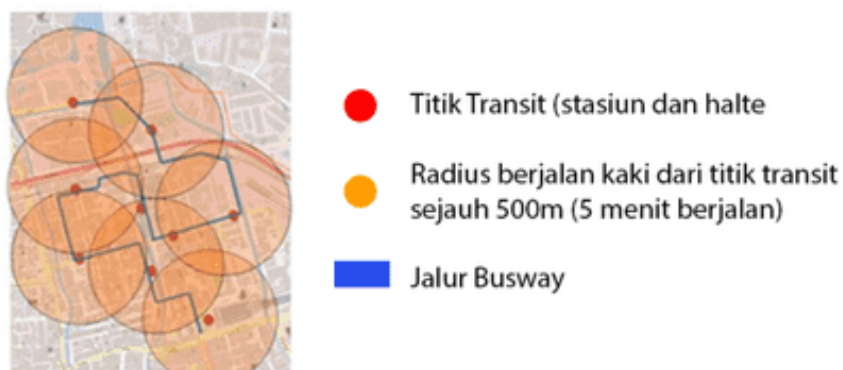 Titik Transit (stasiun dan halte
Radius berjalan kaki dari titik transit
sejauh 500m (5 menit berjalan)
Jalur Busway